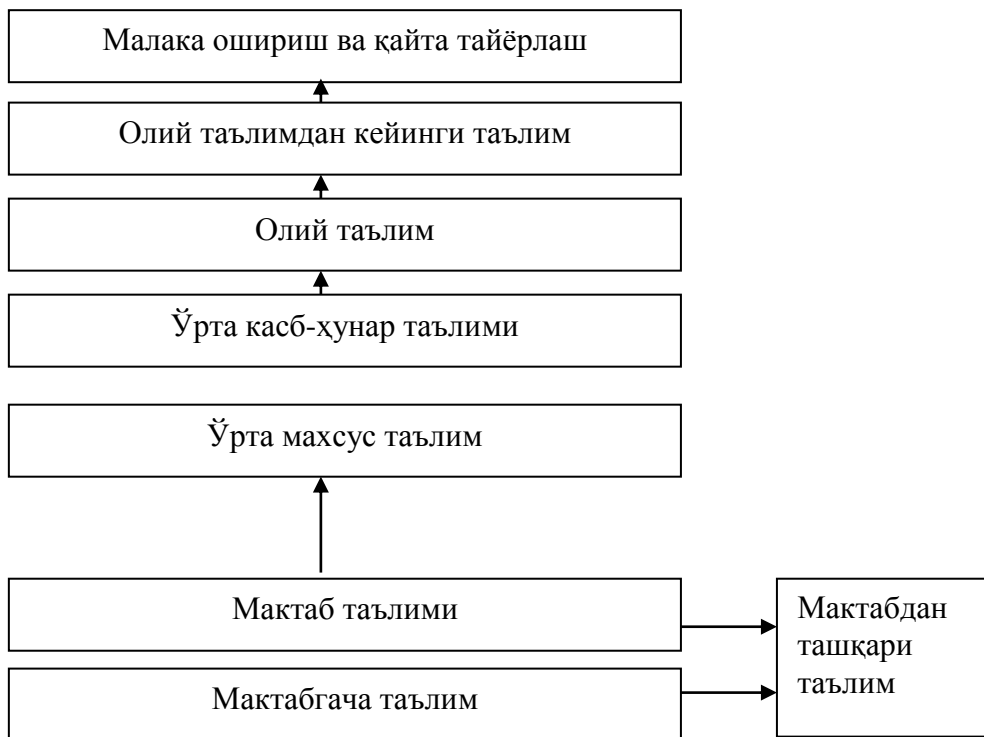 Малака ошириш ва қайта тайёрлаш
Олий таълимдан кейинги таълим
Олий таълим
Ўрта касб-ҳунар таълими
Ўрта махсус таълим
Мактаб таълими
Мактабгача таълим
Мактабдан
ташқари
таълим